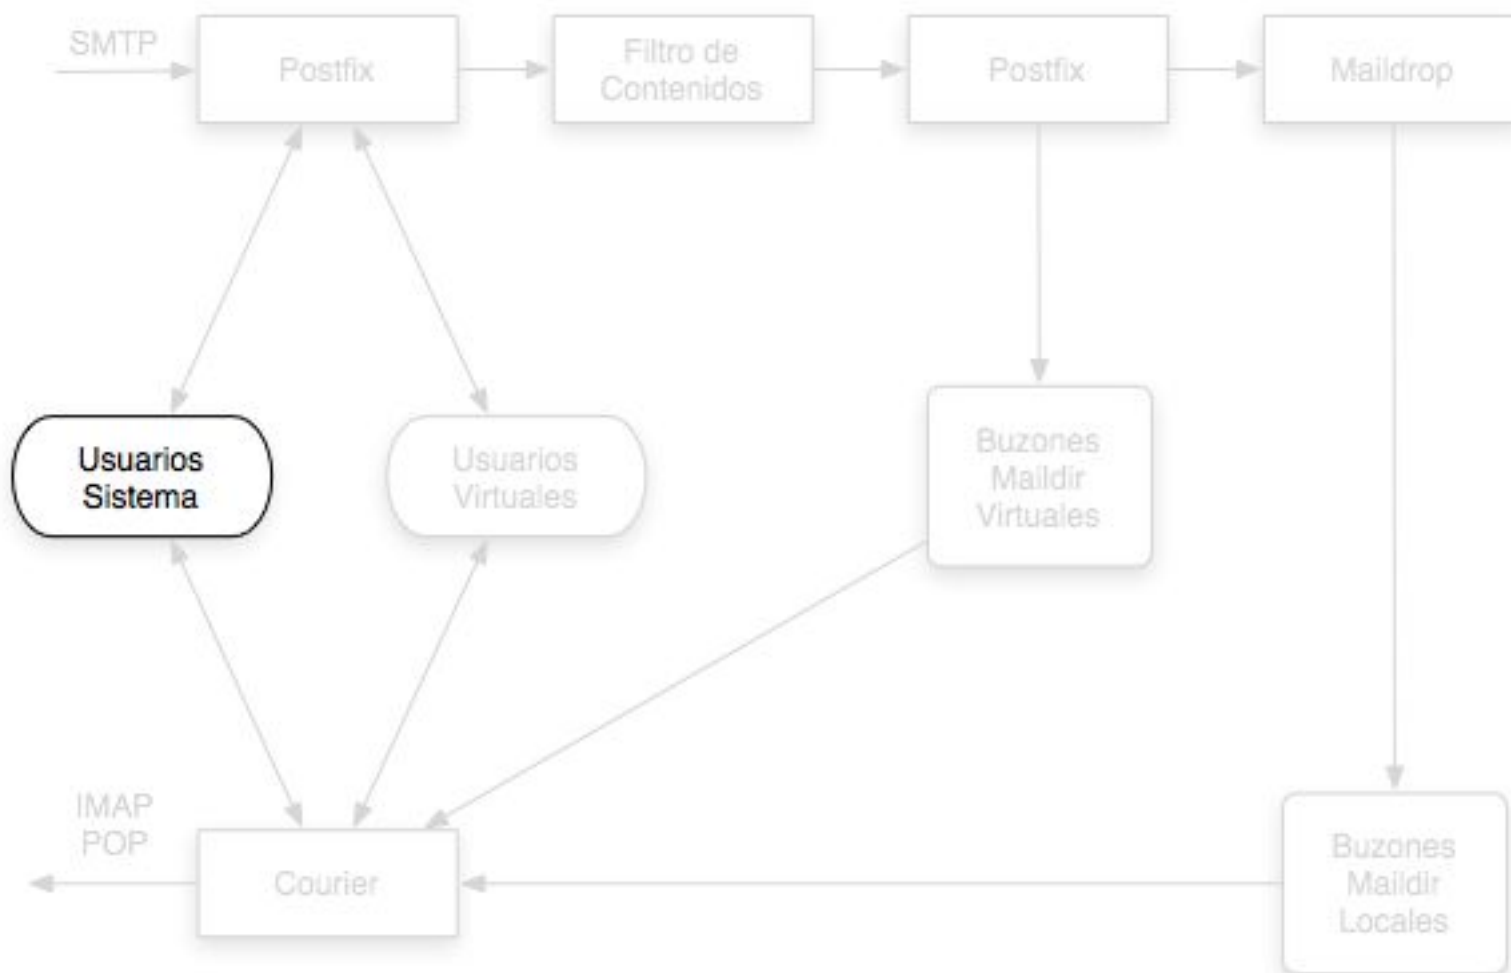 SMTP
Postfix
Filtro de
Contenidos
Postfix
Maildrop
Usuarios
Sistema
Usuarios
Virtuales
Buzones
Maildir
Virtuales
IMAP
POP
Courier
Buzones
Maildir
Locales